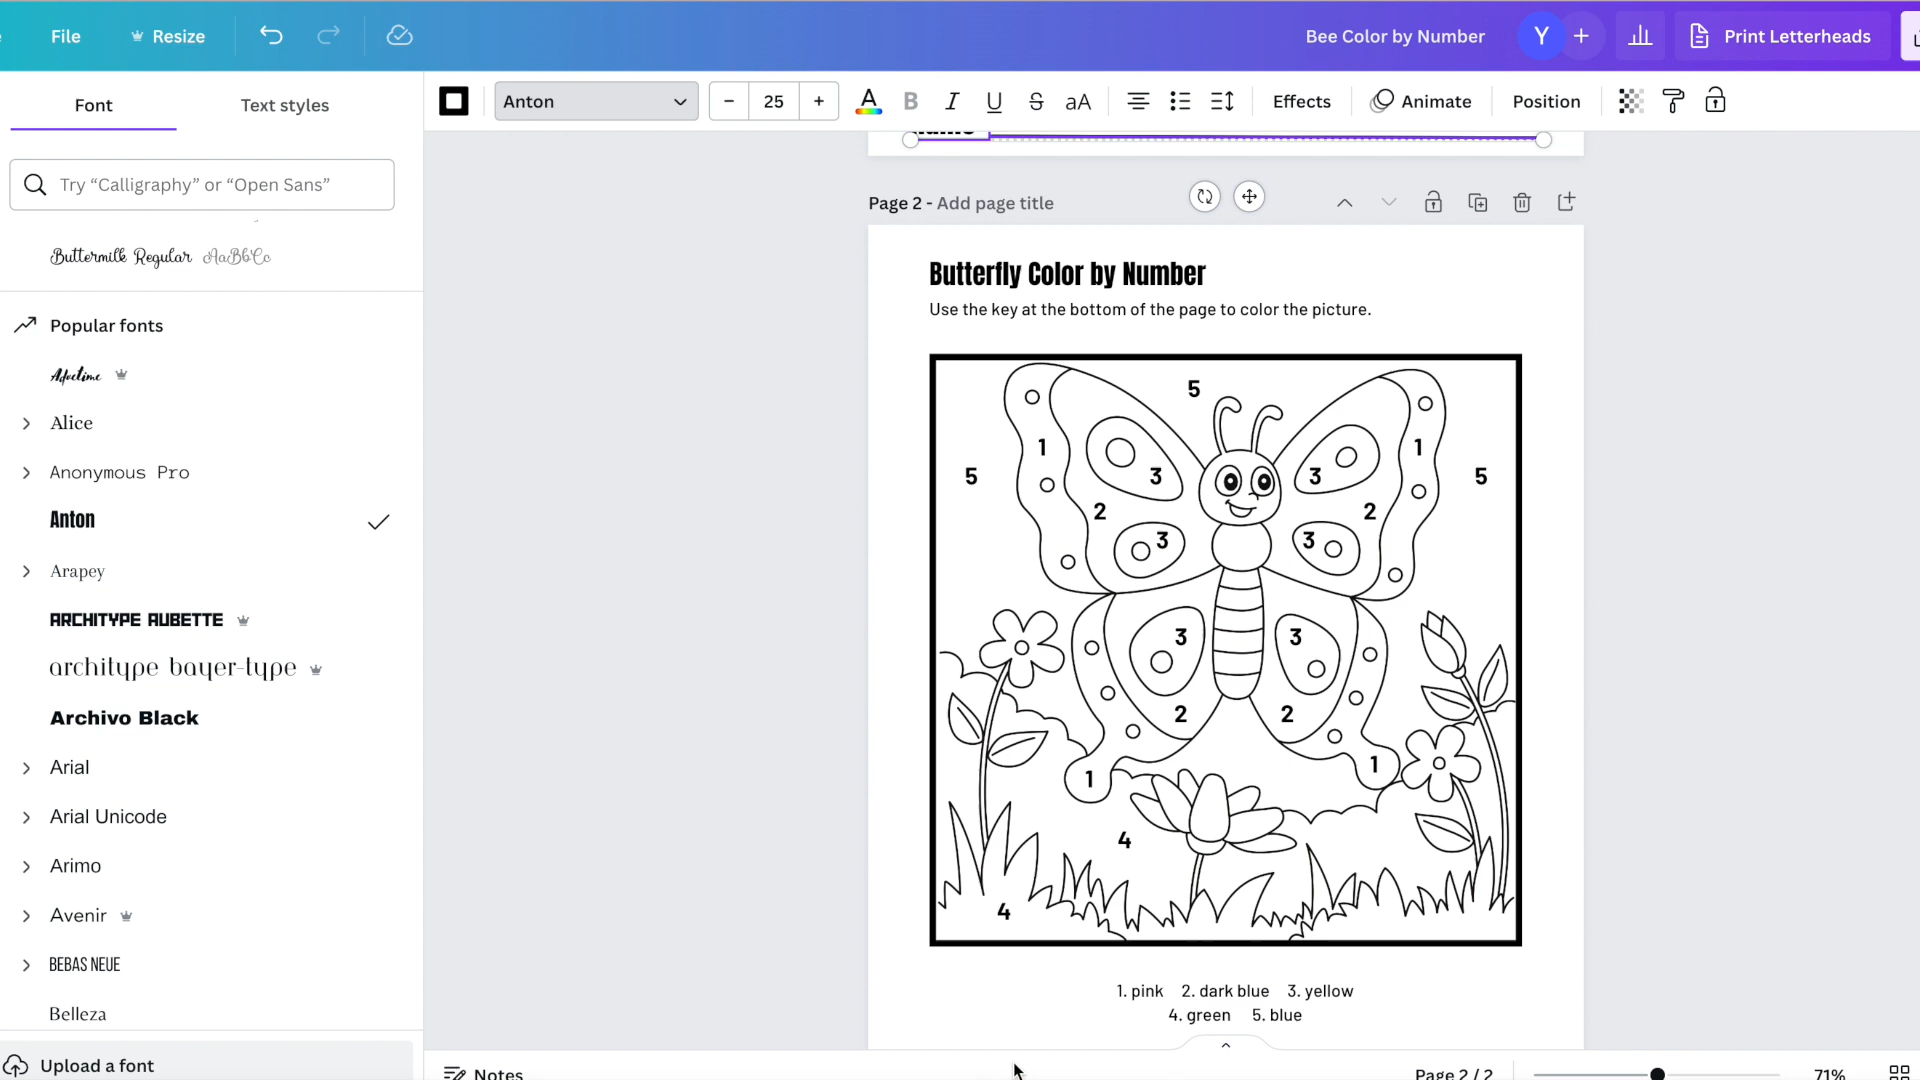 File
Resize
Bee Color by Number
Y
+
Print Letterheads
Font
Text styles
Anton
− 25 +
A B I U S aA
Effects
Animate
Position
Try “Calligraphy” or “Open Sans”
Page 2 - Add page title
Buttermilk Regular AaBbCc
Popular fonts
Alice
Anonymous Pro
Anton
Arapey
ARCHITYPE AUBETTE
architype bayer-type
Archivo Black
Arial
Arial Unicode
Arimo
Avenir
BEBAS NEUE
Belleza
Upload a font
Butterfly Color by Number
Use the key at the bottom of the page to color the picture.
5
1 1
5 3 3 5
2 2
3 3
3 3
2 2
1 1
4
4
1. pink 2. dark blue 3. yellow
4. green 5. blue
Notes
Page 2 / 2
71%